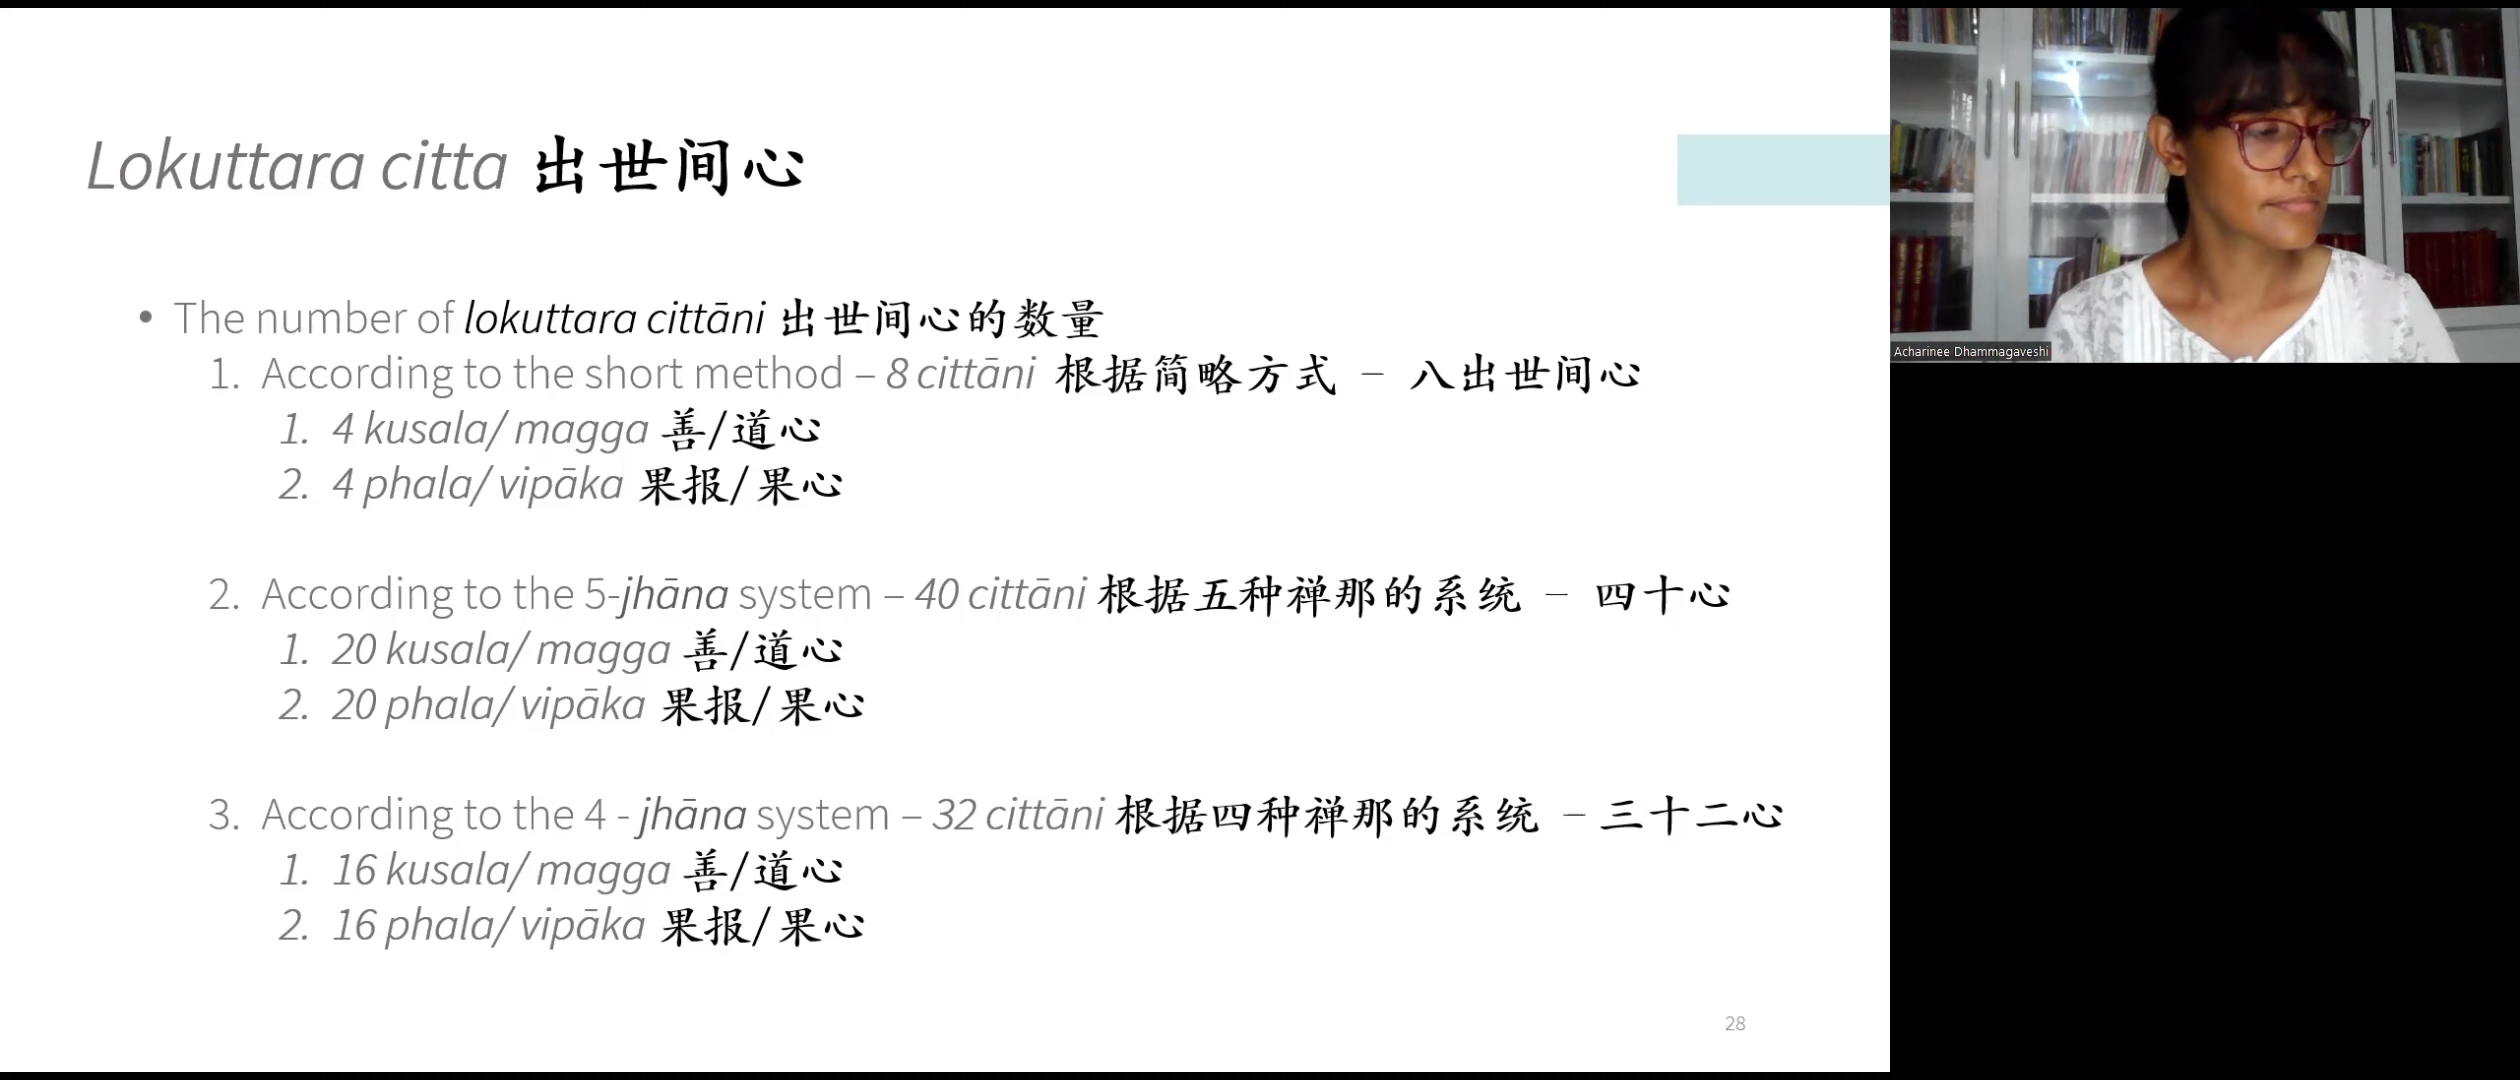 Lokuttara citta 出世间心
• The number of lokuttara cittāni 出世间心的数量
1. According to the short method – 8 cittāni 根据简略方式 – 八出世间心
1. 4 kusala/ magga 善/道心
2. 4 phala/ vipāka 果报/果心
2. According to the 5-jhāna system – 40 cittāni 根据五种禅那的系统 – 四十心
1. 20 kusala/ magga 善/道心
2. 20 phala/ vipāka 果报/果心
3. According to the 4 - jhāna system – 32 cittāni 根据四种禅那的系统 – 三十二心
1. 16 kusala/ magga 善/道心
2. 16 phala/ vipāka 果报/果心
28
Acharinee Dhammagaveshi